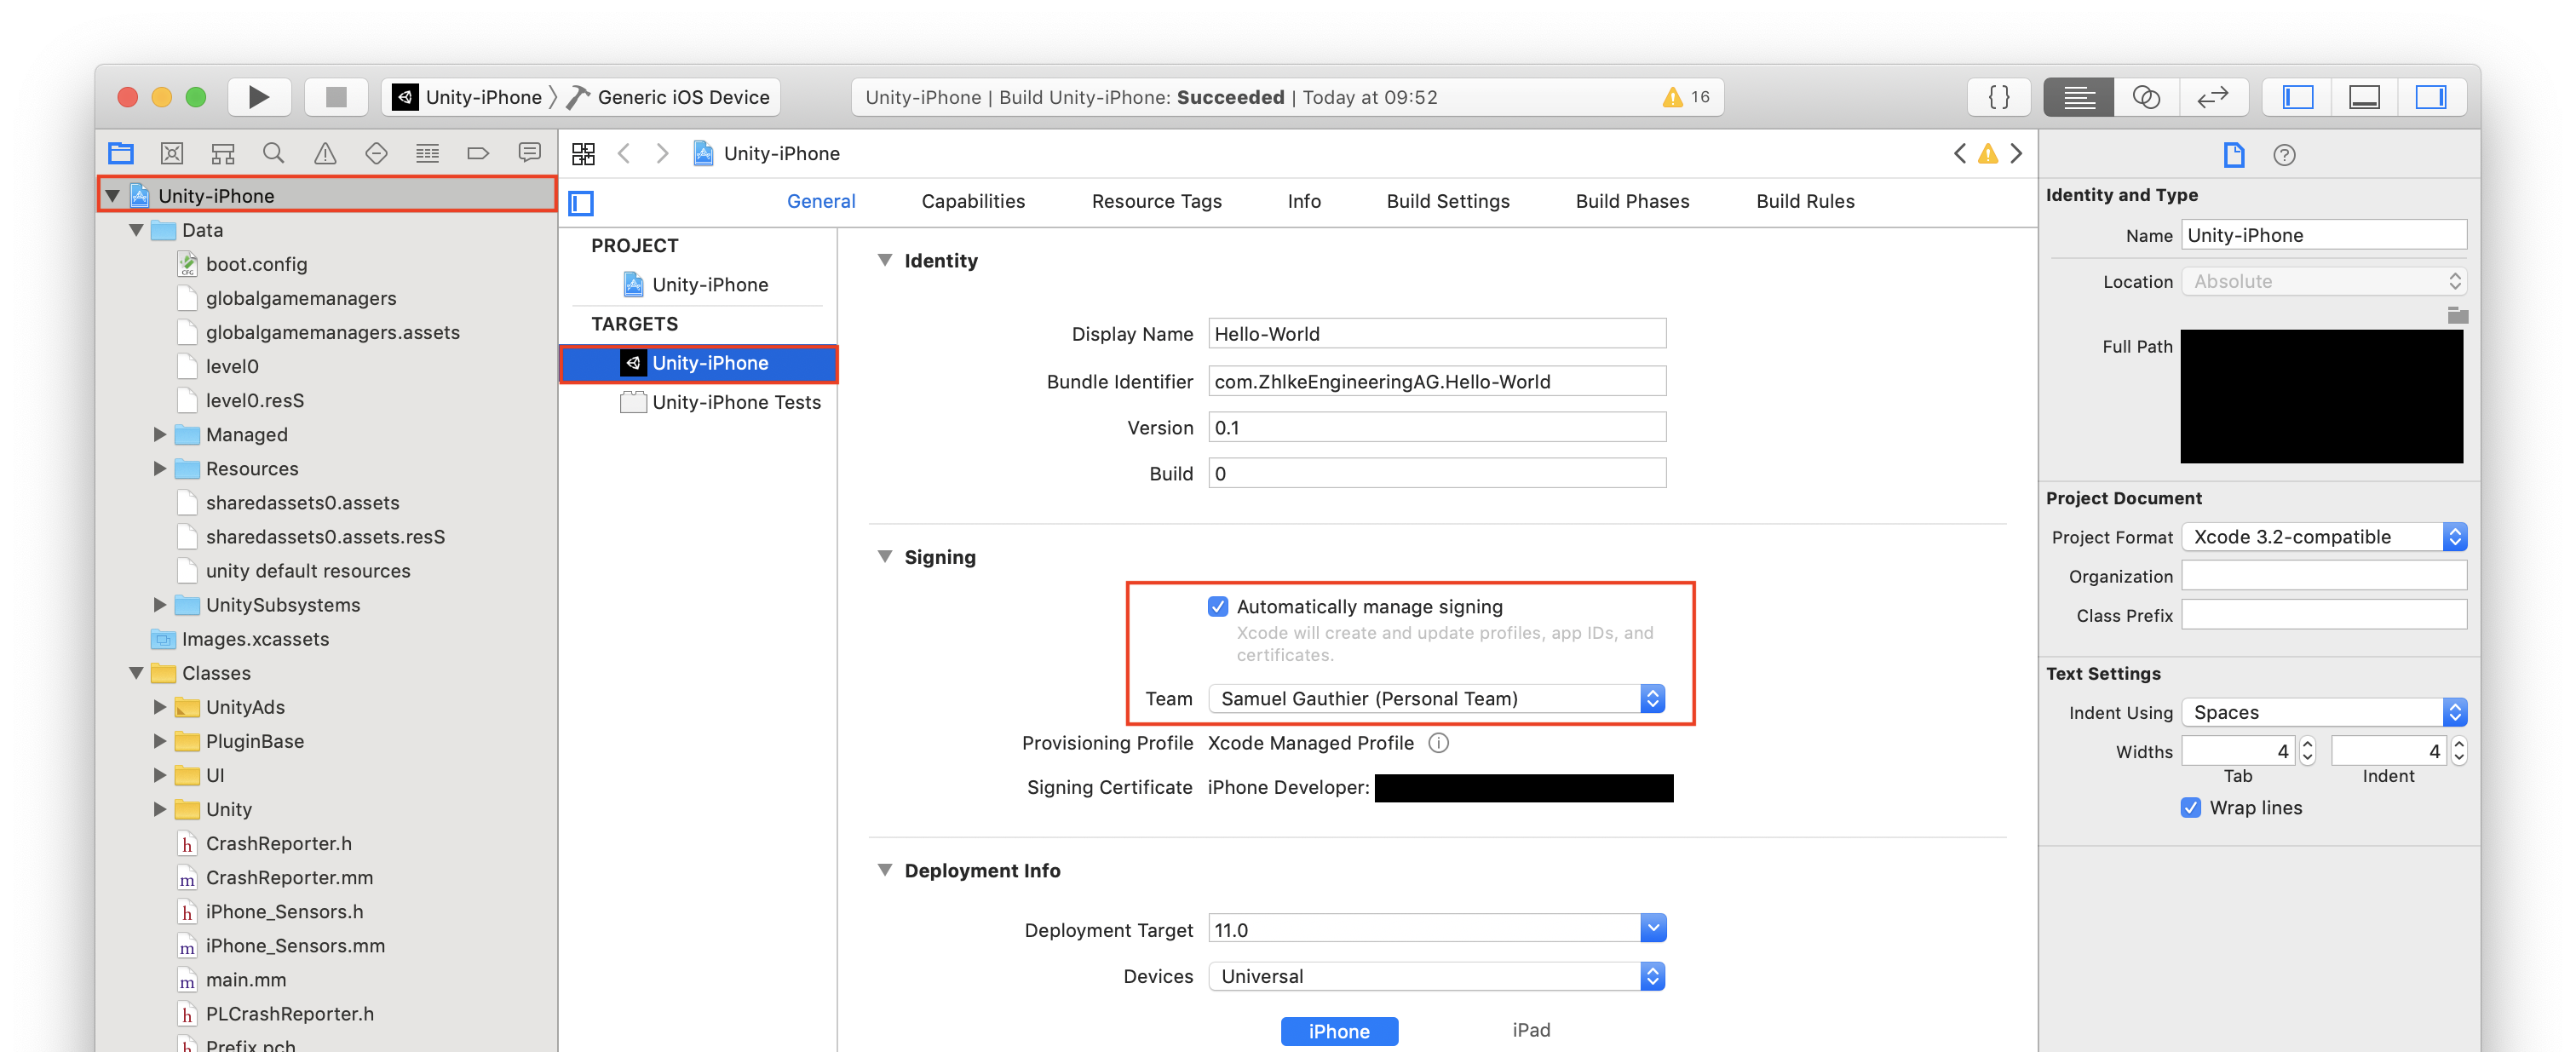 Unity-iPhone
Generic iOS Device
Unity-iPhone | Build Unity-iPhone: Succeeded | Today at 09:52
16
Unity-iPhone
Data
boot.config
globalgamemanagers
globalgamemanagers.assets
level0
level0.resS
Managed
Resources
sharedassets0.assets
sharedassets0.assets.resS
unity default resources
UnitySubsystems
Images.xcassets
Classes
UnityAds
PluginBase
UI
Unity
CrashReporter.h
CrashReporter.mm
iPhone_Sensors.h
iPhone_Sensors.mm
main.mm
PLCrashReporter.h
Prefix.pch
Unity-iPhone
General Capabilities Resource Tags Info Build Settings Build Phases Build Rules
PROJECT
Unity-iPhone
TARGETS
Unity-iPhone
Unity-iPhone Tests
Identity
Display Name Hello-World
Bundle Identifier com.ZhlkeEngineeringAG.Hello-World
Version 0.1
Build 0
Signing
Automatically manage signing
Xcode will create and update profiles, app IDs, and
certificates.
Team Samuel Gauthier (Personal Team)
Provisioning Profile Xcode Managed Profile
Signing Certificate iPhone Developer:
Deployment Info
Deployment Target 11.0
Devices Universal
iPhone iPad
Identity and Type
Name Unity-iPhone
Location Absolute
Full Path
Project Document
Project Format Xcode 3.2-compatible
Organization
Class Prefix
Text Settings
Indent Using Spaces
Widths 4 4
Tab Indent
Wrap lines